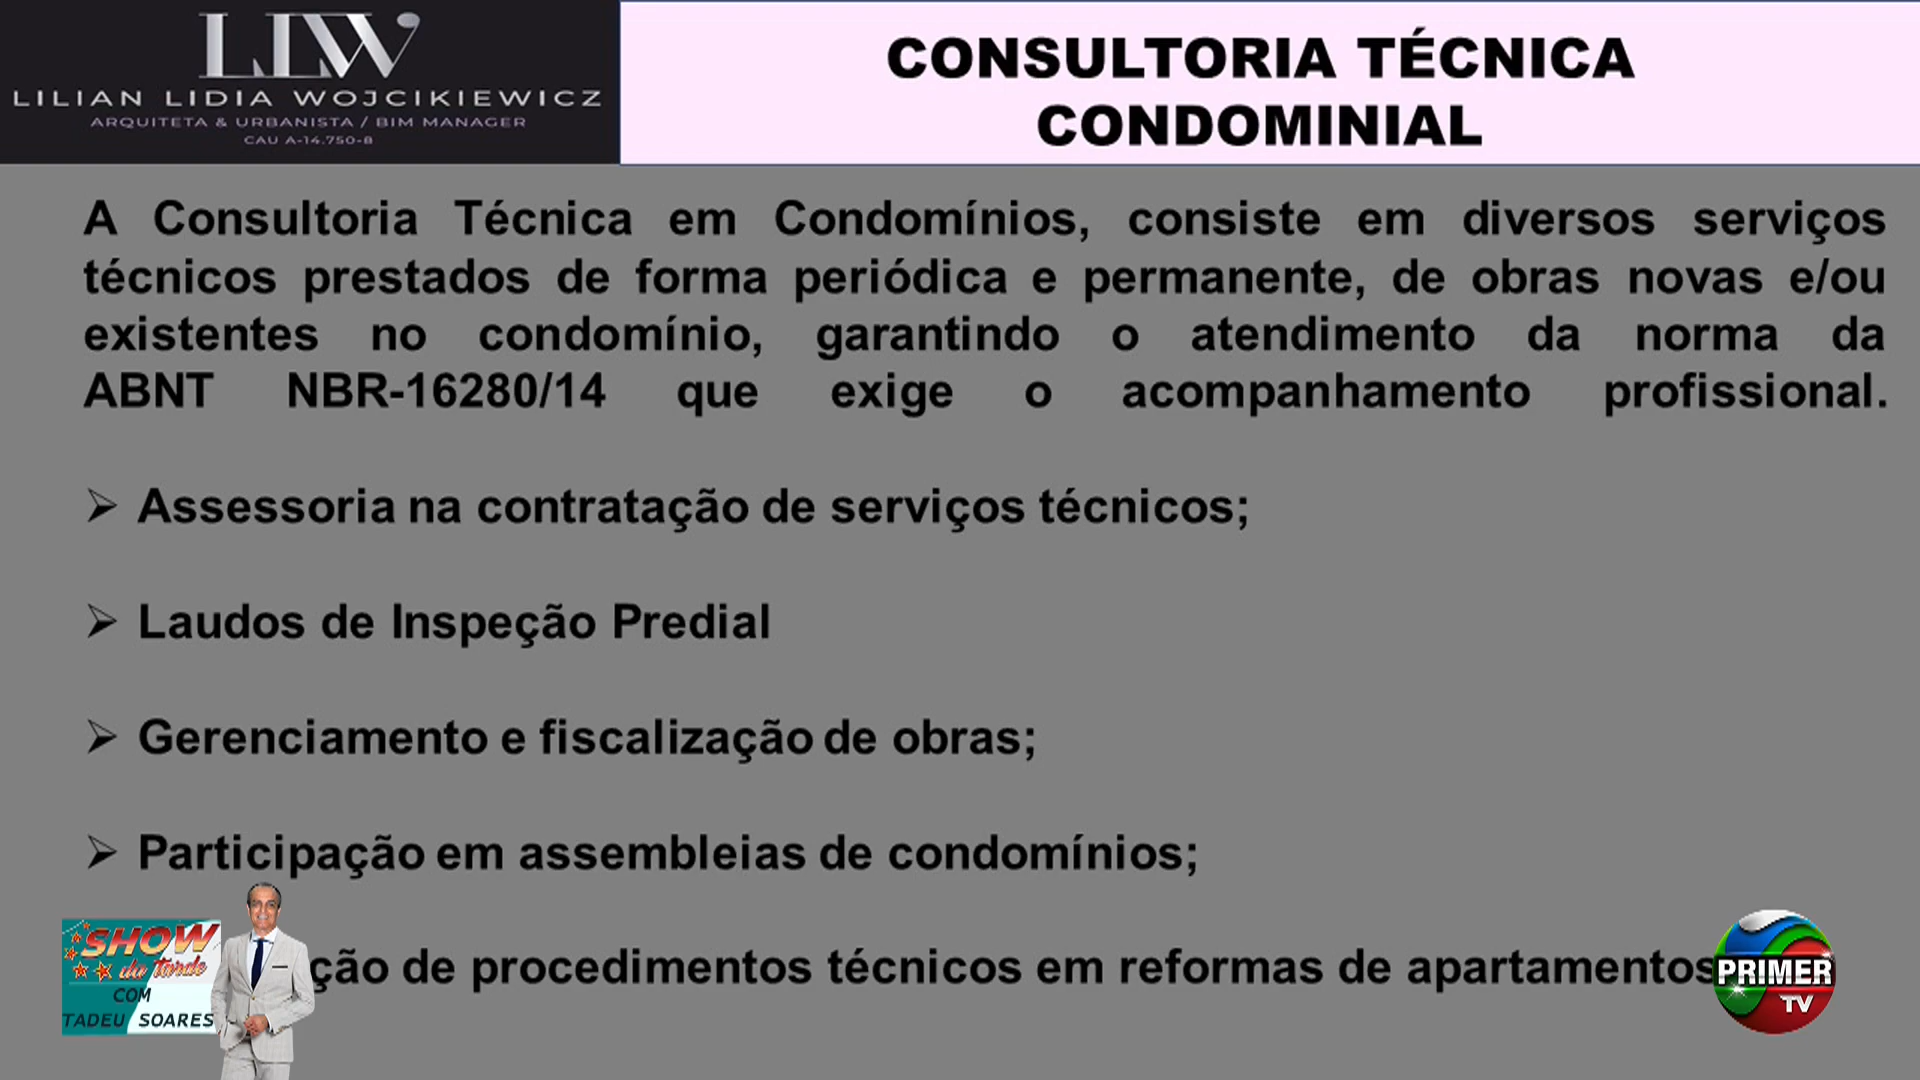 LLW
LILIAN LIDIA WOJCIKIEWICZ
ARQUITETA & URBANISTA / BIM MANAGER
CAU A-14.750-8
CONSULTORIA TÉCNICA
CONDOMINIAL
A Consultoria Técnica em Condomínios, consiste em diversos serviços
técnicos prestados de forma periódica e permanente, de obras novas e/ou
existentes no condomínio, garantindo o atendimento da norma da
ABNT NBR-16280/14 que exige o acompanhamento profissional.
➢ Assessoria na contratação de serviços técnicos;
➢ Laudos de Inspeção Predial
➢ Gerenciamento e fiscalização de obras;
➢ Participação em assembleias de condomínios;
ção de procedimentos técnicos em reformas de apartamentos
SHOW
da Tarde
COM
TADEU SOARES
PRIMER
TV